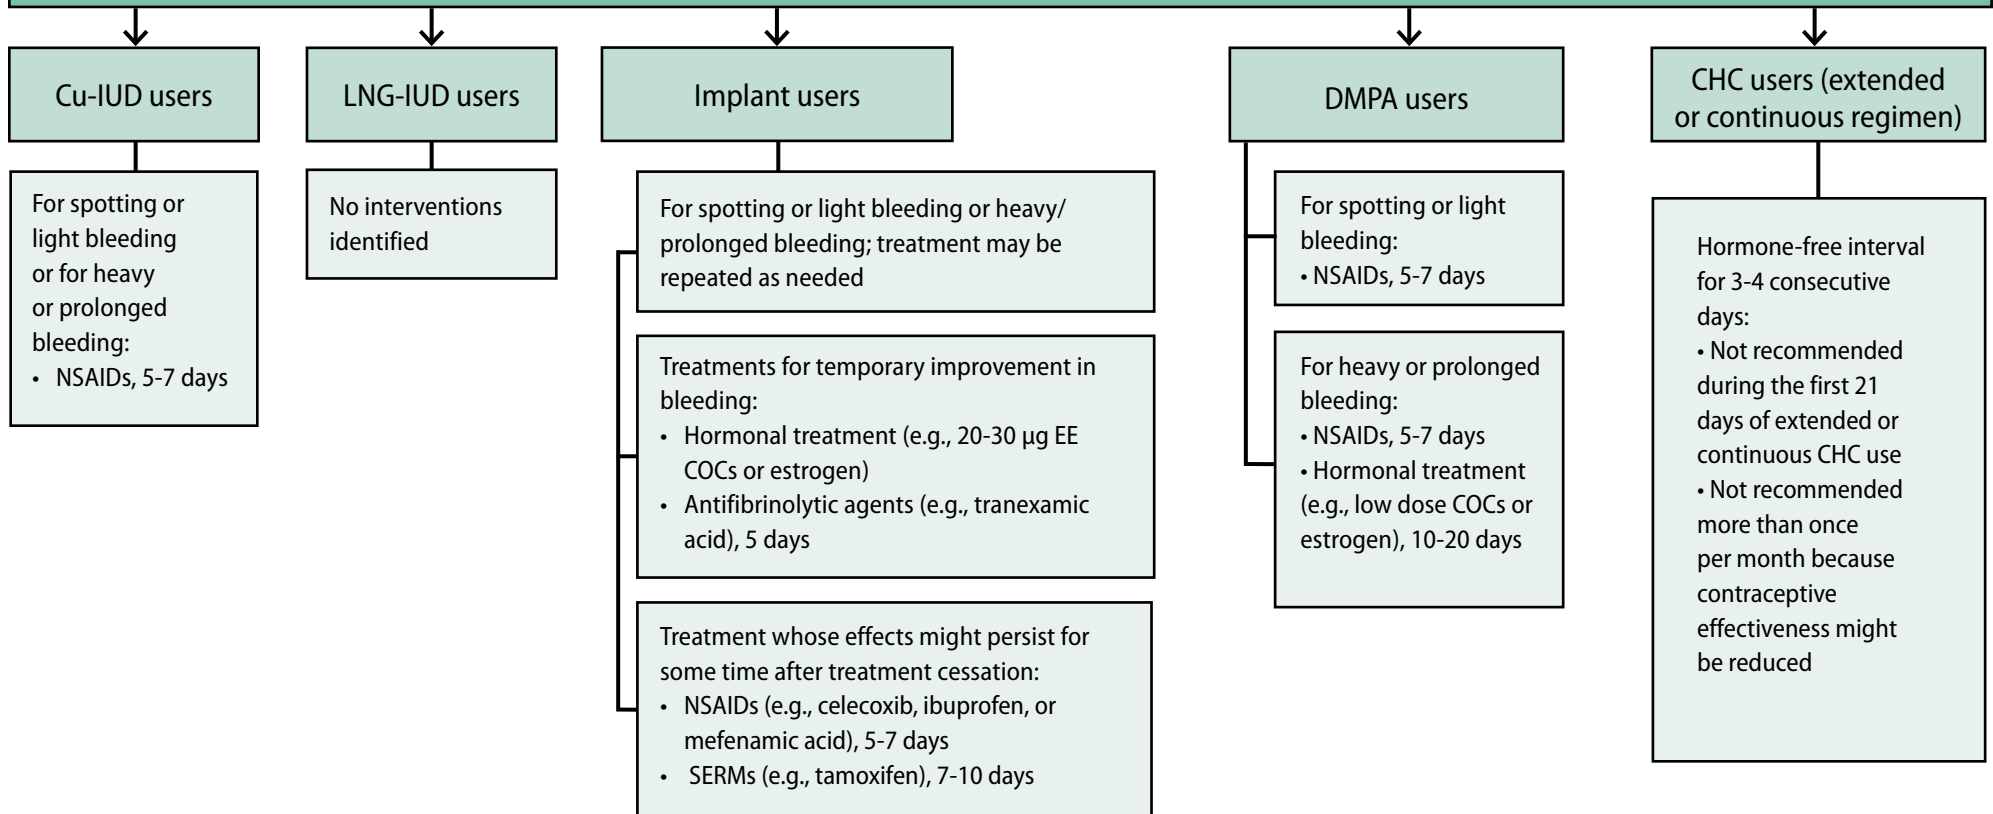 Cu-IUD users
For spotting or
light bleeding
or for heavy
or prolonged
bleeding:
• NSAIDs, 5-7 days
LNG-IUD users
No interventions
identified
Implant users
For spotting or light bleeding or heavy/
prolonged bleeding; treatment may be
repeated as needed
Treatments for temporary improvement in
bleeding:
• Hormonal treatment (e.g., 20-30 µg EE
COCs or estrogen)
• Antifibrinolytic agents (e.g., tranexamic
acid), 5 days
Treatment whose effects might persist for
some time after treatment cessation:
• NSAIDs (e.g., celecoxib, ibuprofen, or
mefenamic acid), 5-7 days
• SERMs (e.g., tamoxifen), 7-10 days
DMPA users
For spotting or light
bleeding:
• NSAIDs, 5-7 days
For heavy or prolonged
bleeding:
• NSAIDs, 5-7 days
• Hormonal treatment
(e.g., low dose COCs or
estrogen), 10-20 days
CHC users (extended
or continuous regimen)
Hormone-free interval
for 3-4 consecutive
days:
• Not recommended
during the first 21
days of extended or
continuous CHC use
• Not recommended
more than once
per month because
contraceptive
effectiveness might
be reduced